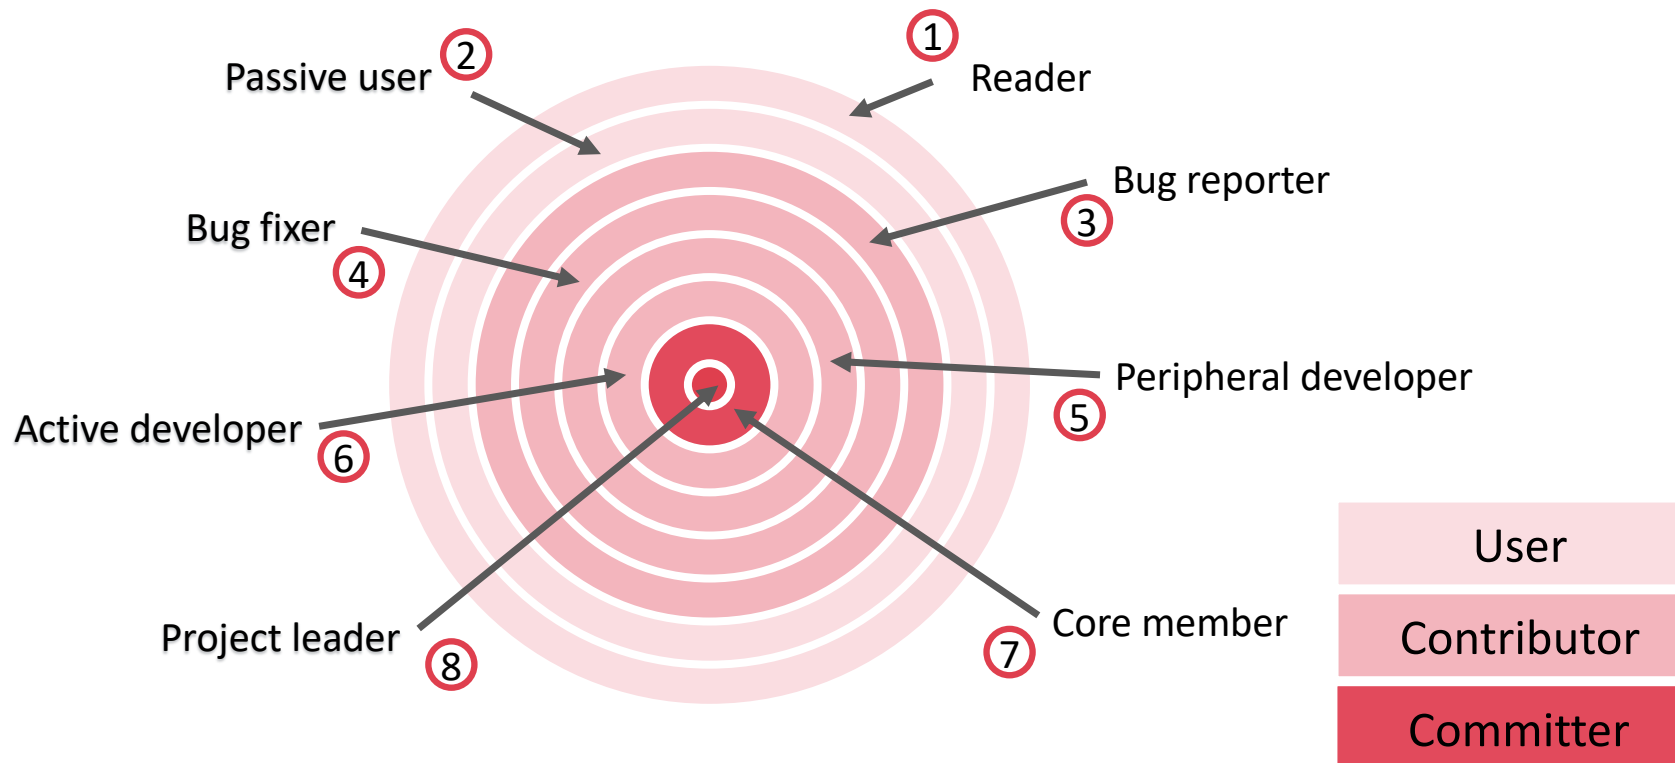 1
Reader
2
Passive user
Bug reporter
3
Bug fixer
4
Peripheral developer
5
Active developer
6
Core member
7
Project leader
8
User
Contributor
Committer